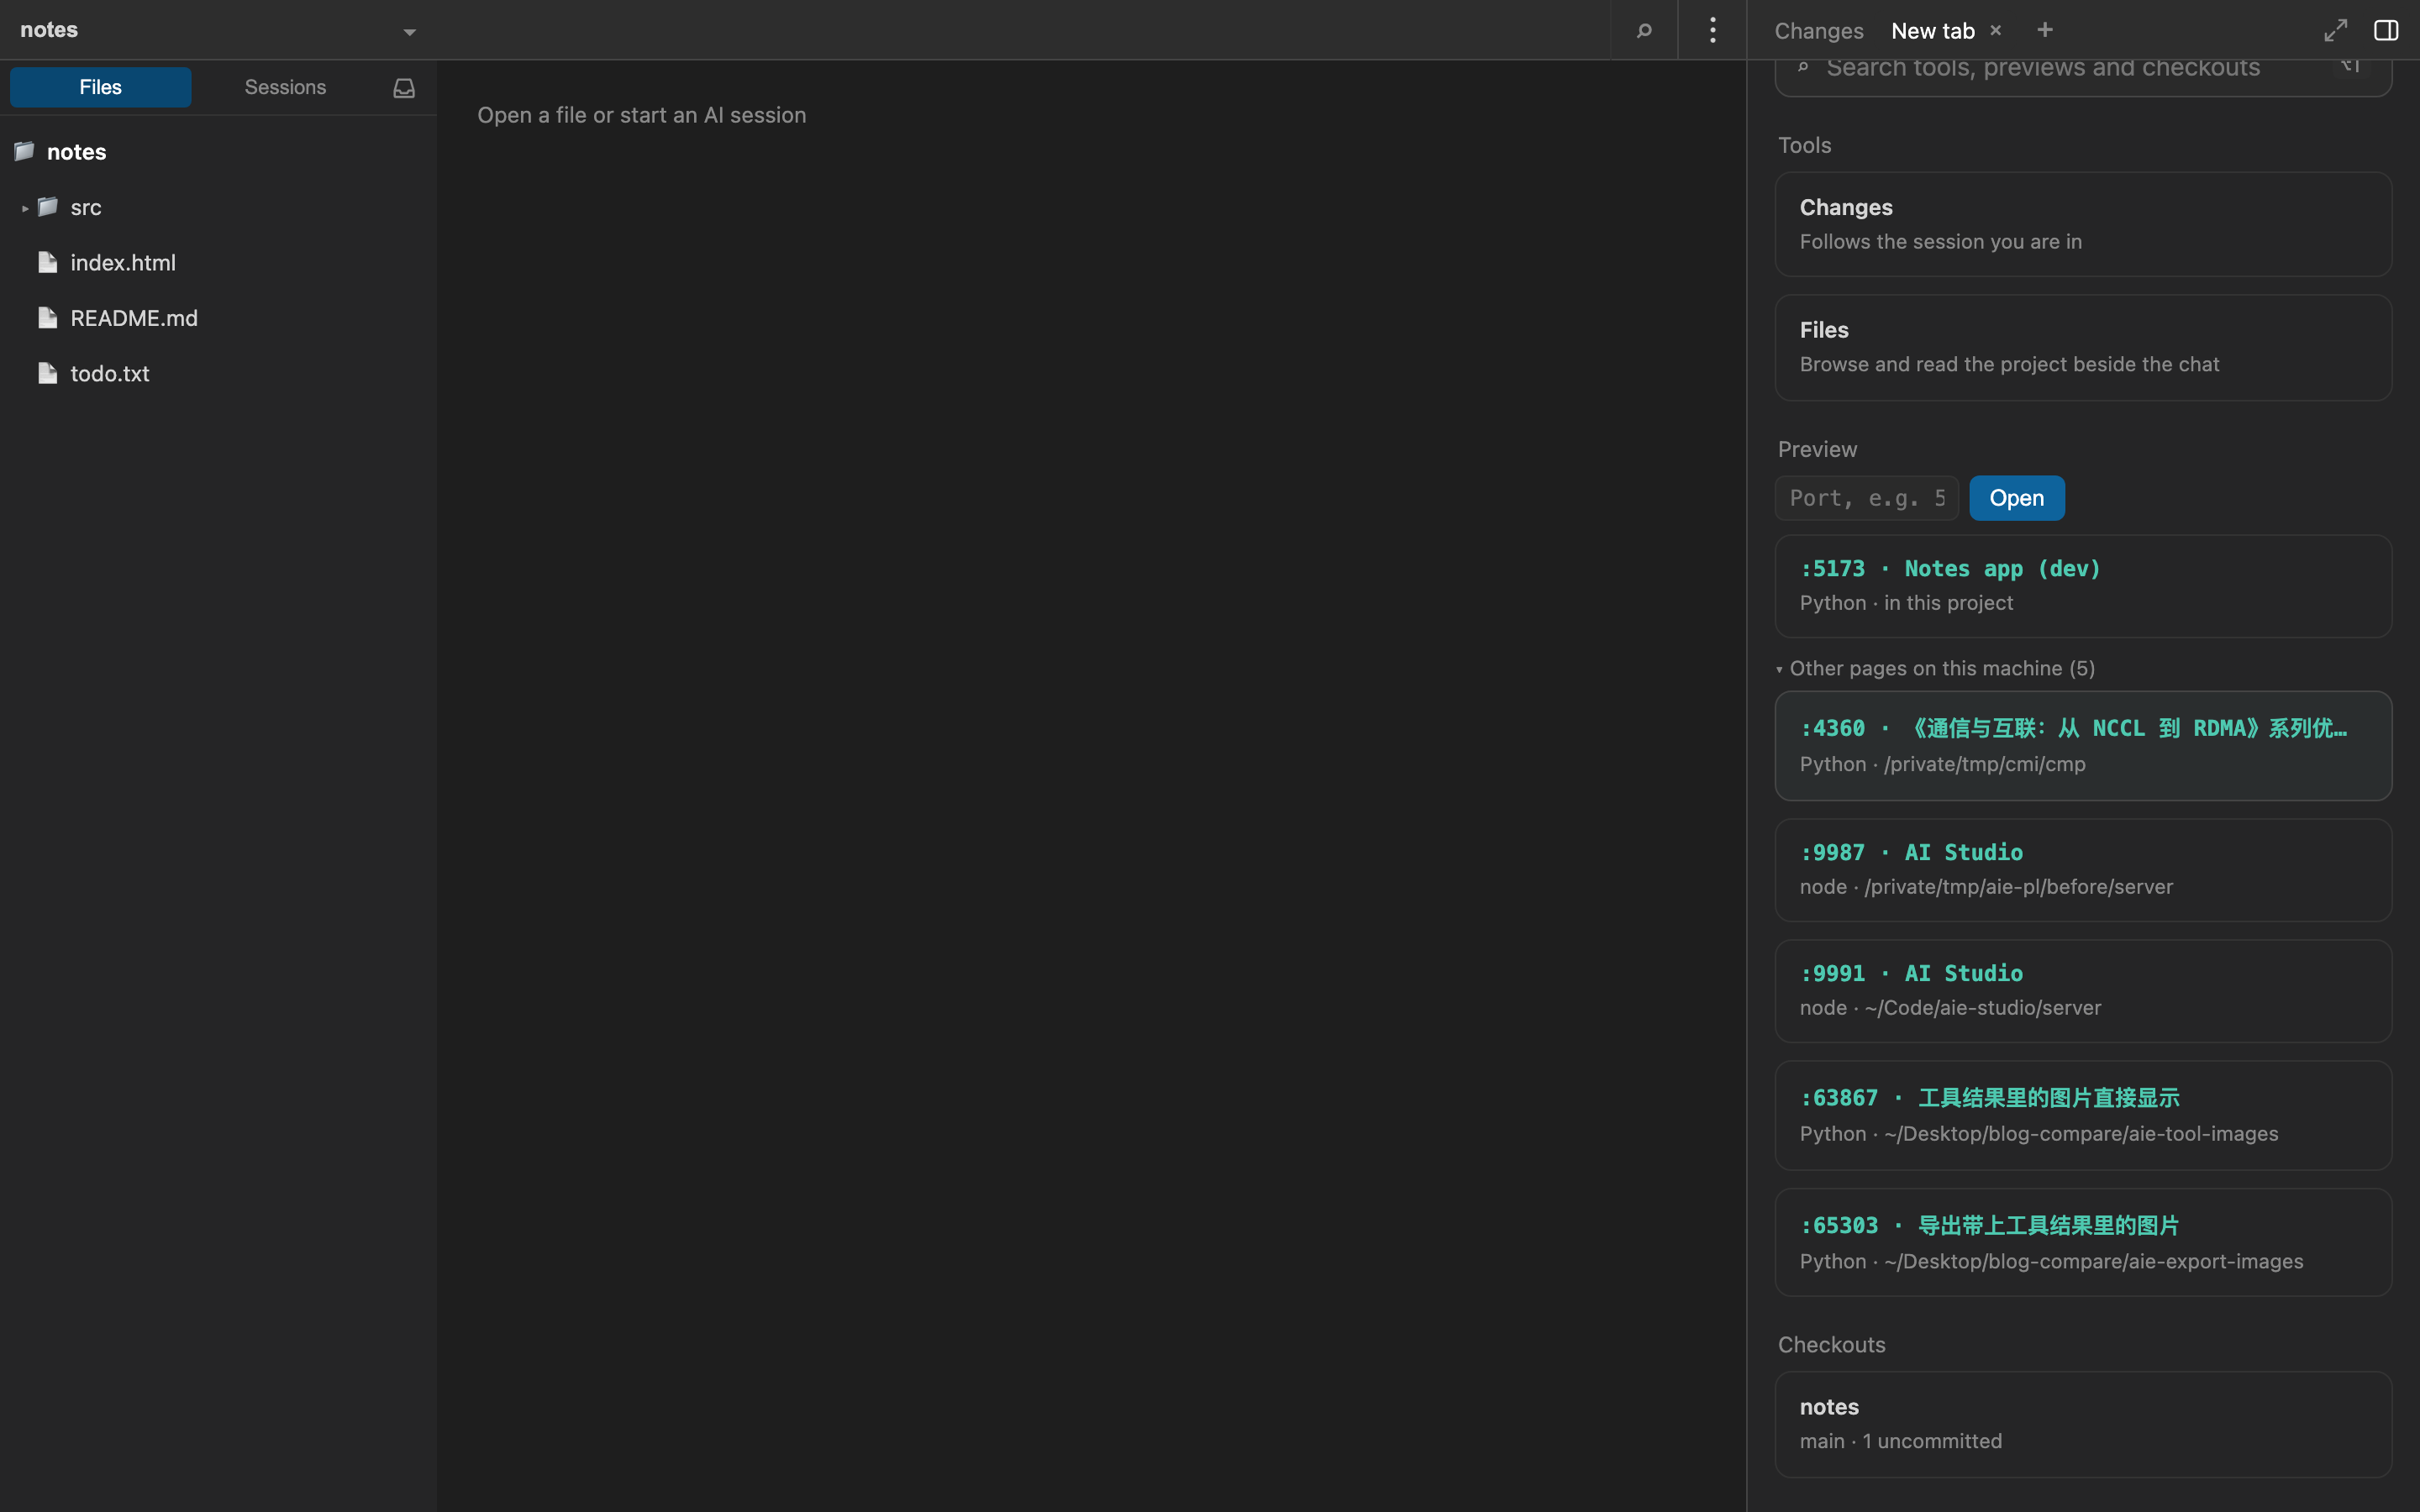 notes
Files
Sessions
notes
src
index.html
README.md
todo.txt
Open a file or start an AI session
Changes
New tab
Search tools, previews and checkouts
Tools
Changes
Follows the session you are in
Files
Browse and read the project beside the chat
Preview
Port, e.g. 5
Open
:5173 · Notes app (dev)
Python · in this project
Other pages on this machine (5)
:4360 · 《通信与互联：从 NCCL 到 RDMA》系列优…
Python · /private/tmp/cmi/cmp
:9987 · AI Studio
node · /private/tmp/aie-pl/before/server
:9991 · AI Studio
node · ~/Code/aie-studio/server
:63867 · 工具结果里的图片直接显示
Python · ~/Desktop/blog-compare/aie-tool-images
:65303 · 导出带上工具结果里的图片
Python · ~/Desktop/blog-compare/aie-export-images
Checkouts
notes
main · 1 uncommitted